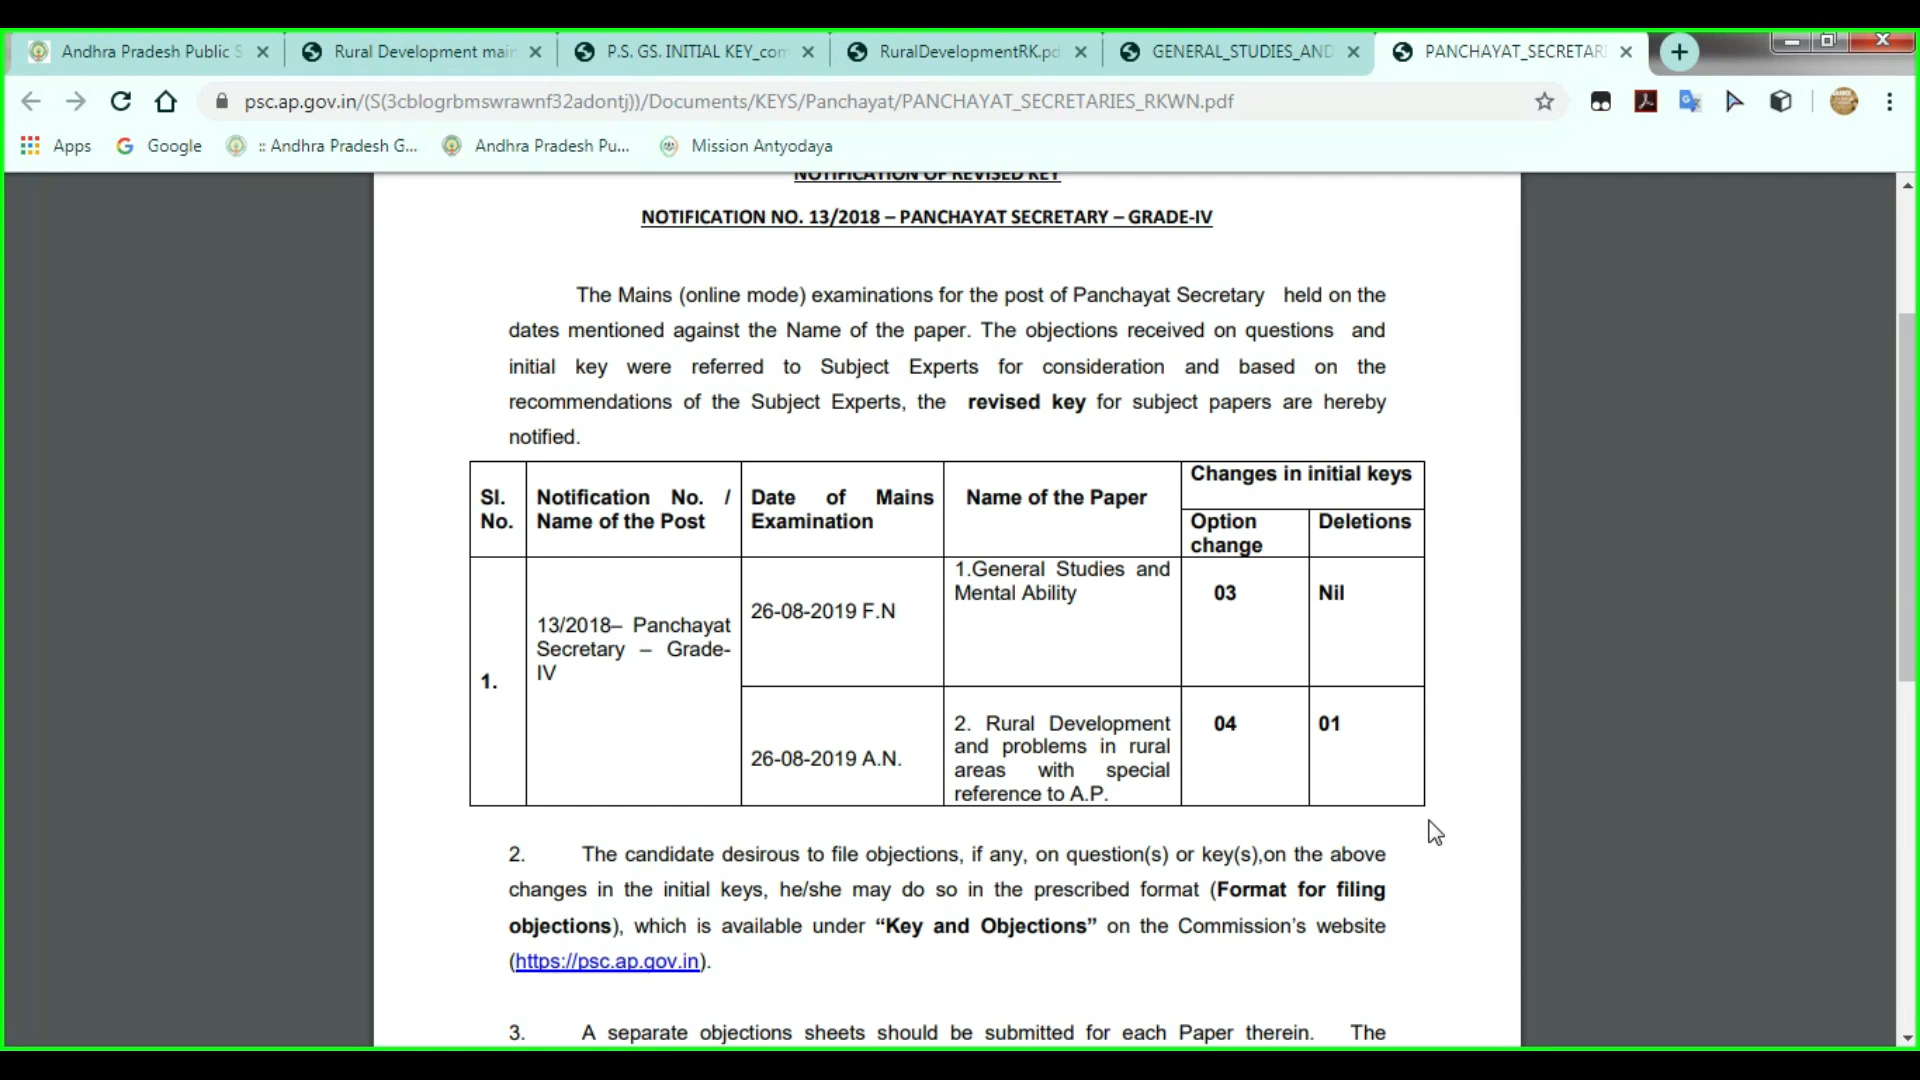 Andhra Pradesh Public S
Rural Development main
P.S. GS. INITIAL KEY_com
RuralDevelopmentRK.pd
GENERAL_STUDIES_AND
PANCHAYAT_SECRETARI
psc.ap.gov.in/(S(3cblogrbmswrawnf32adontj))/Documents/KEYS/Panchayat/PANCHAYAT_SECRETARIES_RKWN.pdf
Apps
Google
:: Andhra Pradesh G...
Andhra Pradesh Pu...
Mission Antyodaya
NOTIFICATION OF REVISED KEY
NOTIFICATION NO. 13/2018 – PANCHAYAT SECRETARY – GRADE-IV
The Mains (online mode) examinations for the post of Panchayat Secretary held on the
dates mentioned against the Name of the paper. The objections received on questions and
initial key were referred to Subject Experts for consideration and based on the
recommendations of the Subject Experts, the revised key for subject papers are hereby
notified.
Sl.
No.
Notification No. /
Name of the Post
Date of Mains
Examination
Name of the Paper
Changes in initial keys
Option
change
Deletions
1.
13/2018– Panchayat
Secretary – Grade-
IV
26-08-2019 F.N
1.General Studies and
Mental Ability
03
Nil
26-08-2019 A.N.
2. Rural Development
and problems in rural
areas with special
reference to A.P.
04
01
2. The candidate desirous to file objections, if any, on question(s) or key(s),on the above
changes in the initial keys, he/she may do so in the prescribed format (Format for filing
objections), which is available under “Key and Objections” on the Commission’s website
(https://psc.ap.gov.in).
3. A separate objections sheets should be submitted for each Paper therein. The